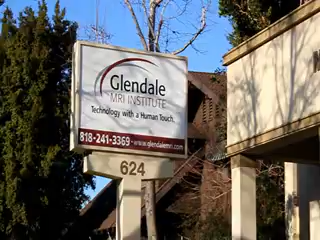 Glendale
MRI INSTITUTE
Technology with a Human Touch.
818-241-3369 • www.glendalemri.com
624